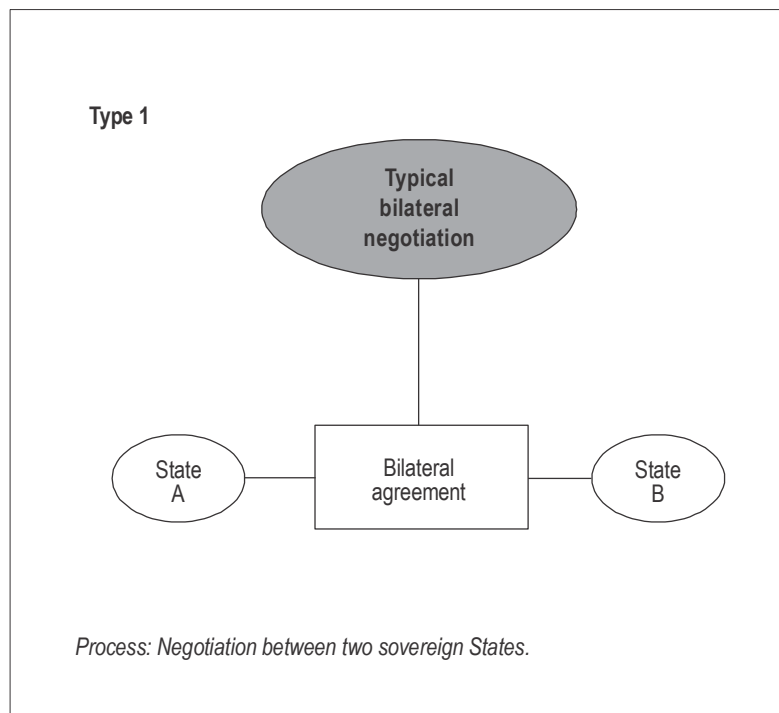 Type 1
Typical
bilateral
negotiation
State
A
Bilateral
agreement
State
B
Process: Negotiation between two sovereign States.